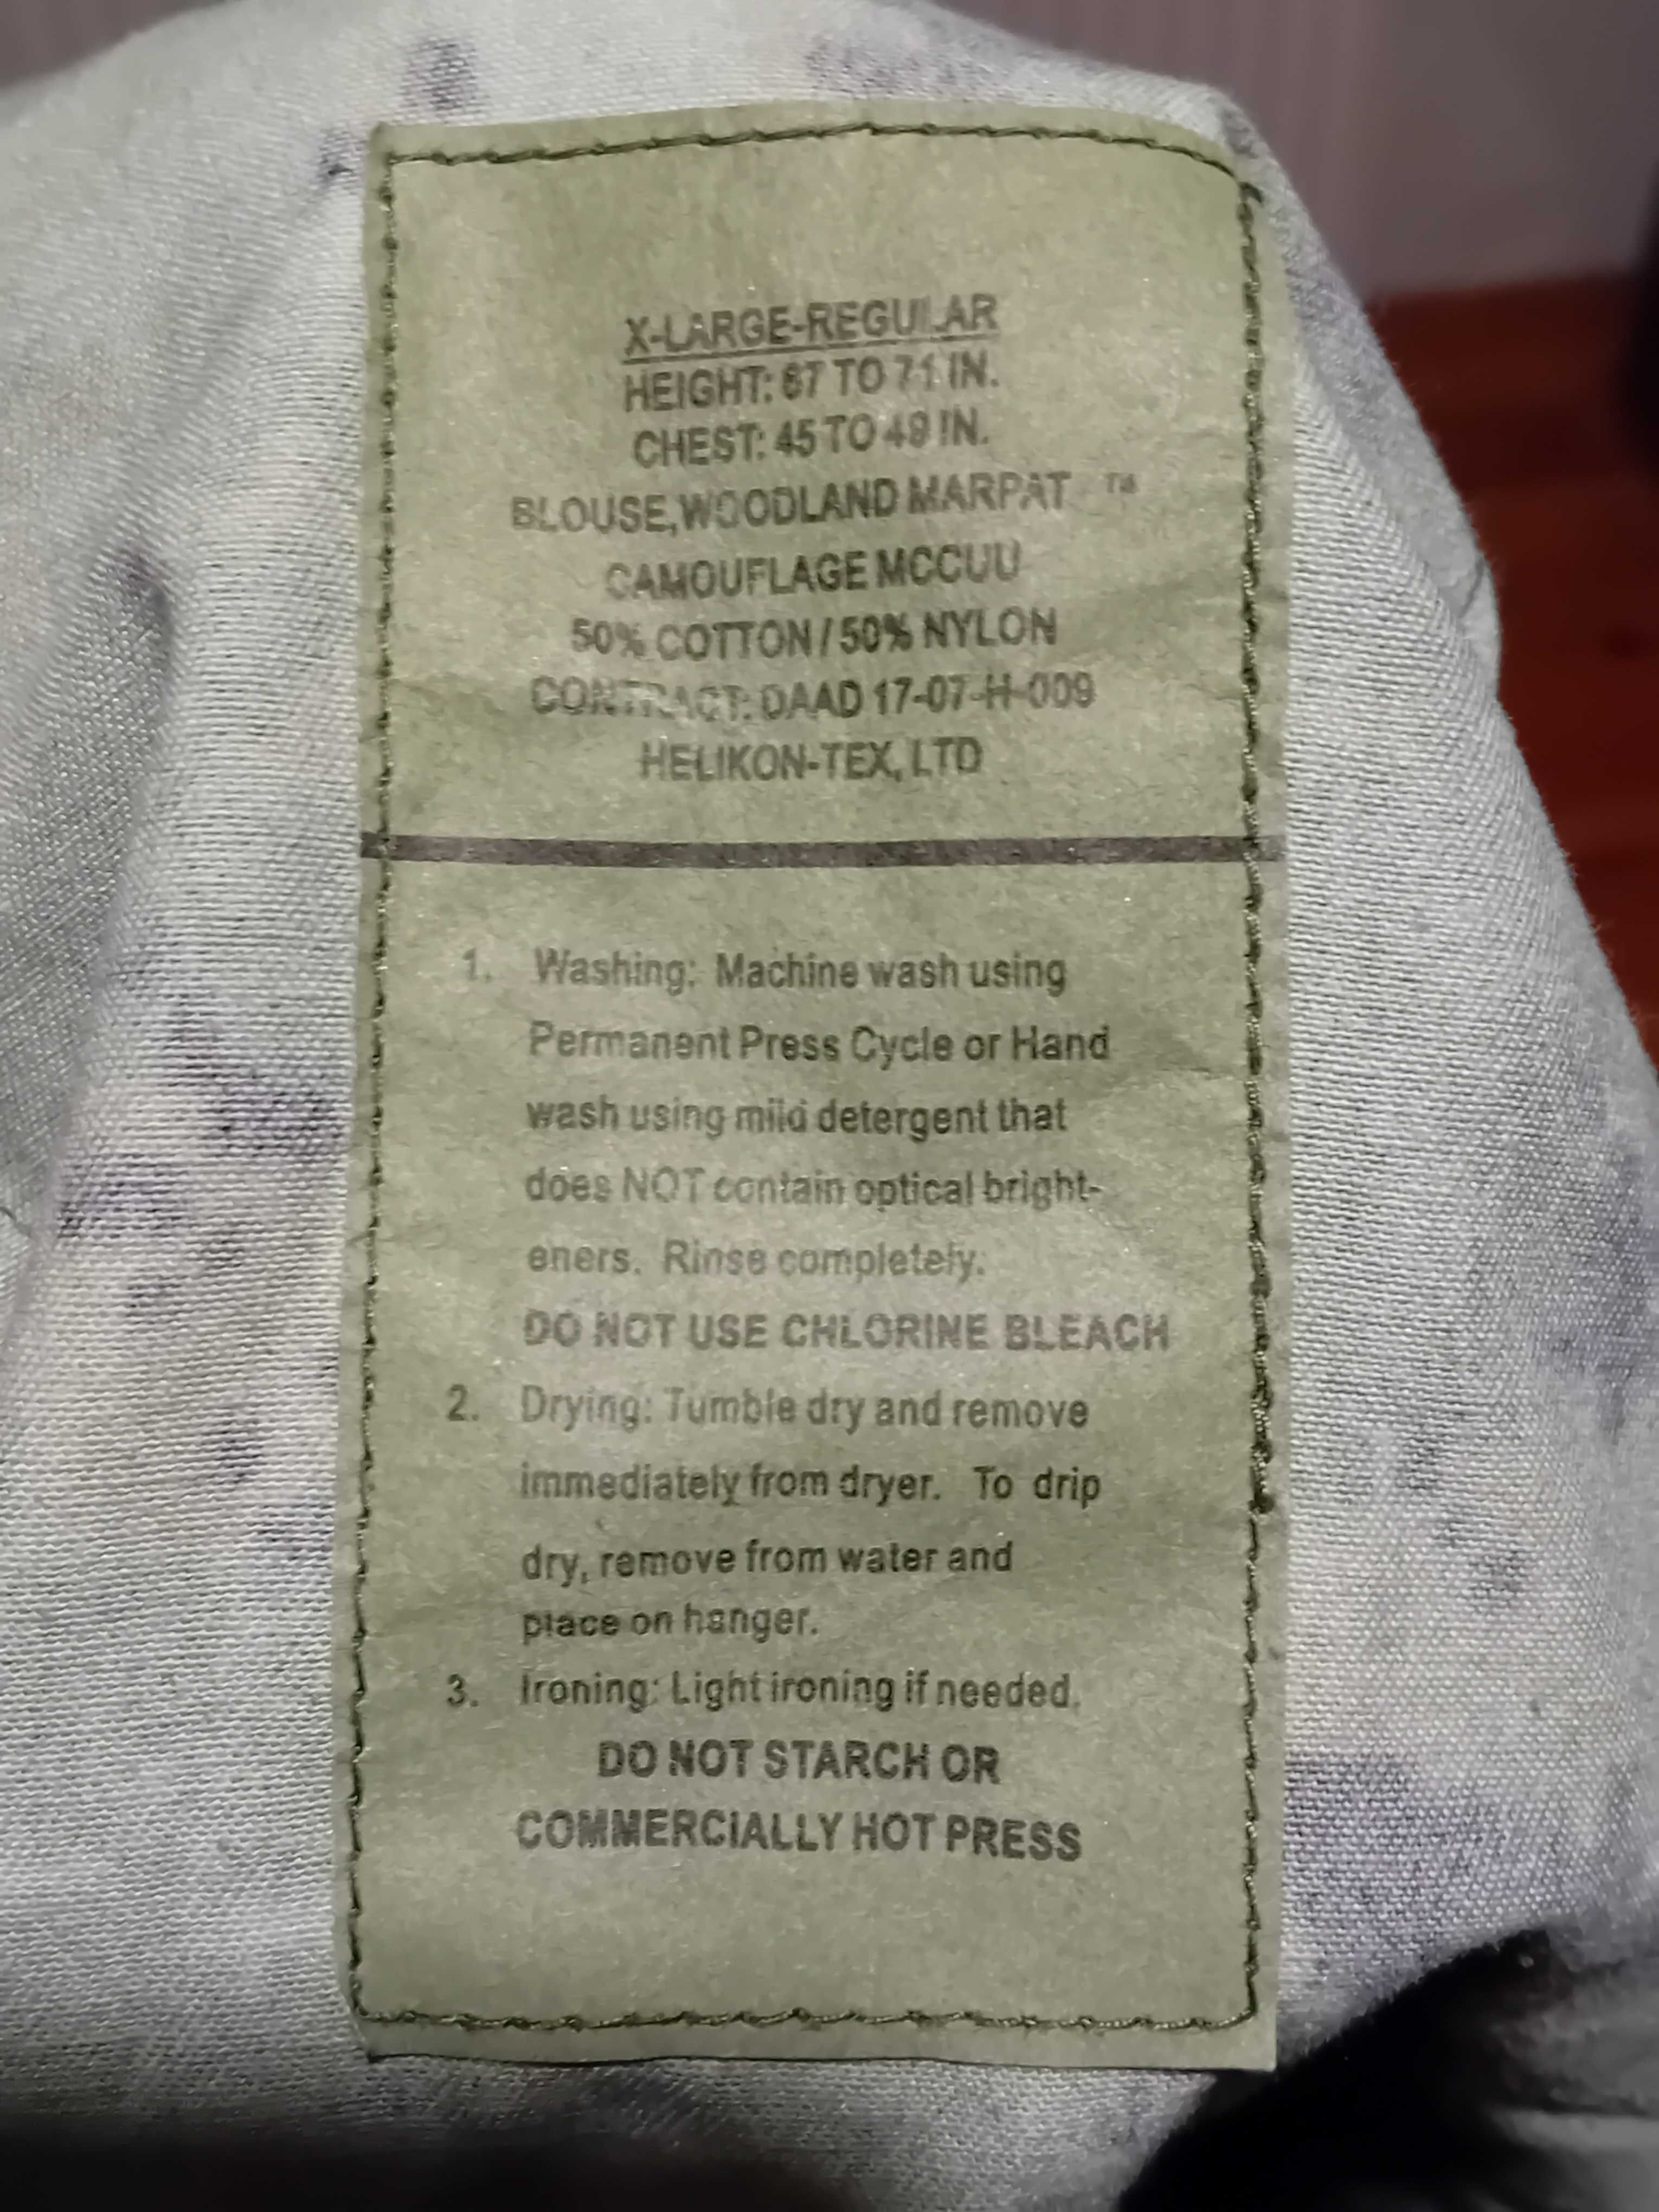 X-LARGE-REGULAR
HEIGHT: 67 TO 71 IN.
CHEST: 45 TO 49 IN.
BLOUSE, WOODLAND MARPAT ™
CAMOUFLAGE MCCUU
50% COTTON / 50% NYLON
CONTRACT: DAAD 17-07-H-009
HELIKON-TEX, LTD
1. Washing: Machine wash using
Permanent Press Cycle or Hand
wash using mild detergent that
does NOT contain optical bright-
eners. Rinse completely.
DO NOT USE CHLORINE BLEACH
2. Drying: Tumble dry and remove
immediately from dryer. To drip
dry, remove from water and
place on hanger.
3. Ironing: Light ironing if needed.
DO NOT STARCH OR
COMMERCIALLY HOT PRESS